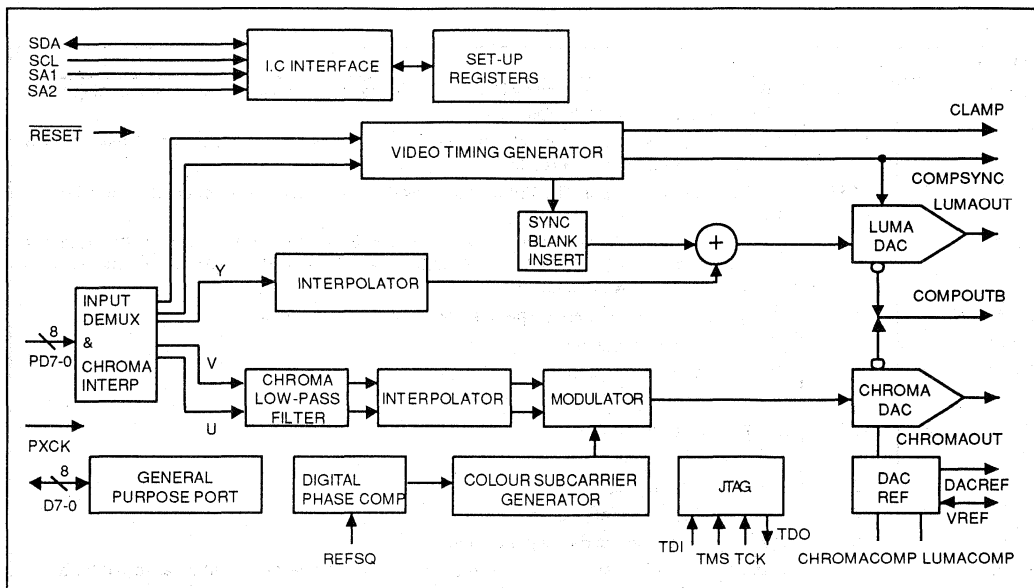 SDA
SCL
SA1
SA2
I.C INTERFACE
SET-UP
REGISTERS
RESET
VIDEO TIMING GENERATOR
CLAMP
COMPSYNC
SYNC
BLANK
INSERT
+
LUMA
DAC
LUMAOUT
Y
INTERPOLATOR
COMPOUTB
INPUT
DEMUX
&
CHROMA
INTERP
8
PD7-0
V
U
CHROMA
LOW-PASS
FILTER
INTERPOLATOR
MODULATOR
CHROMA
DAC
CHROMAOUT
PXCK
8
D7-0
GENERAL
PURPOSE PORT
DIGITAL
PHASE COMP
REFSQ
COLOUR SUBCARRIER
GENERATOR
JTAG
TDI
TMS TCK
TDO
DAC
REF
DACREF
VREF
CHROMACOMP LUMACOMP